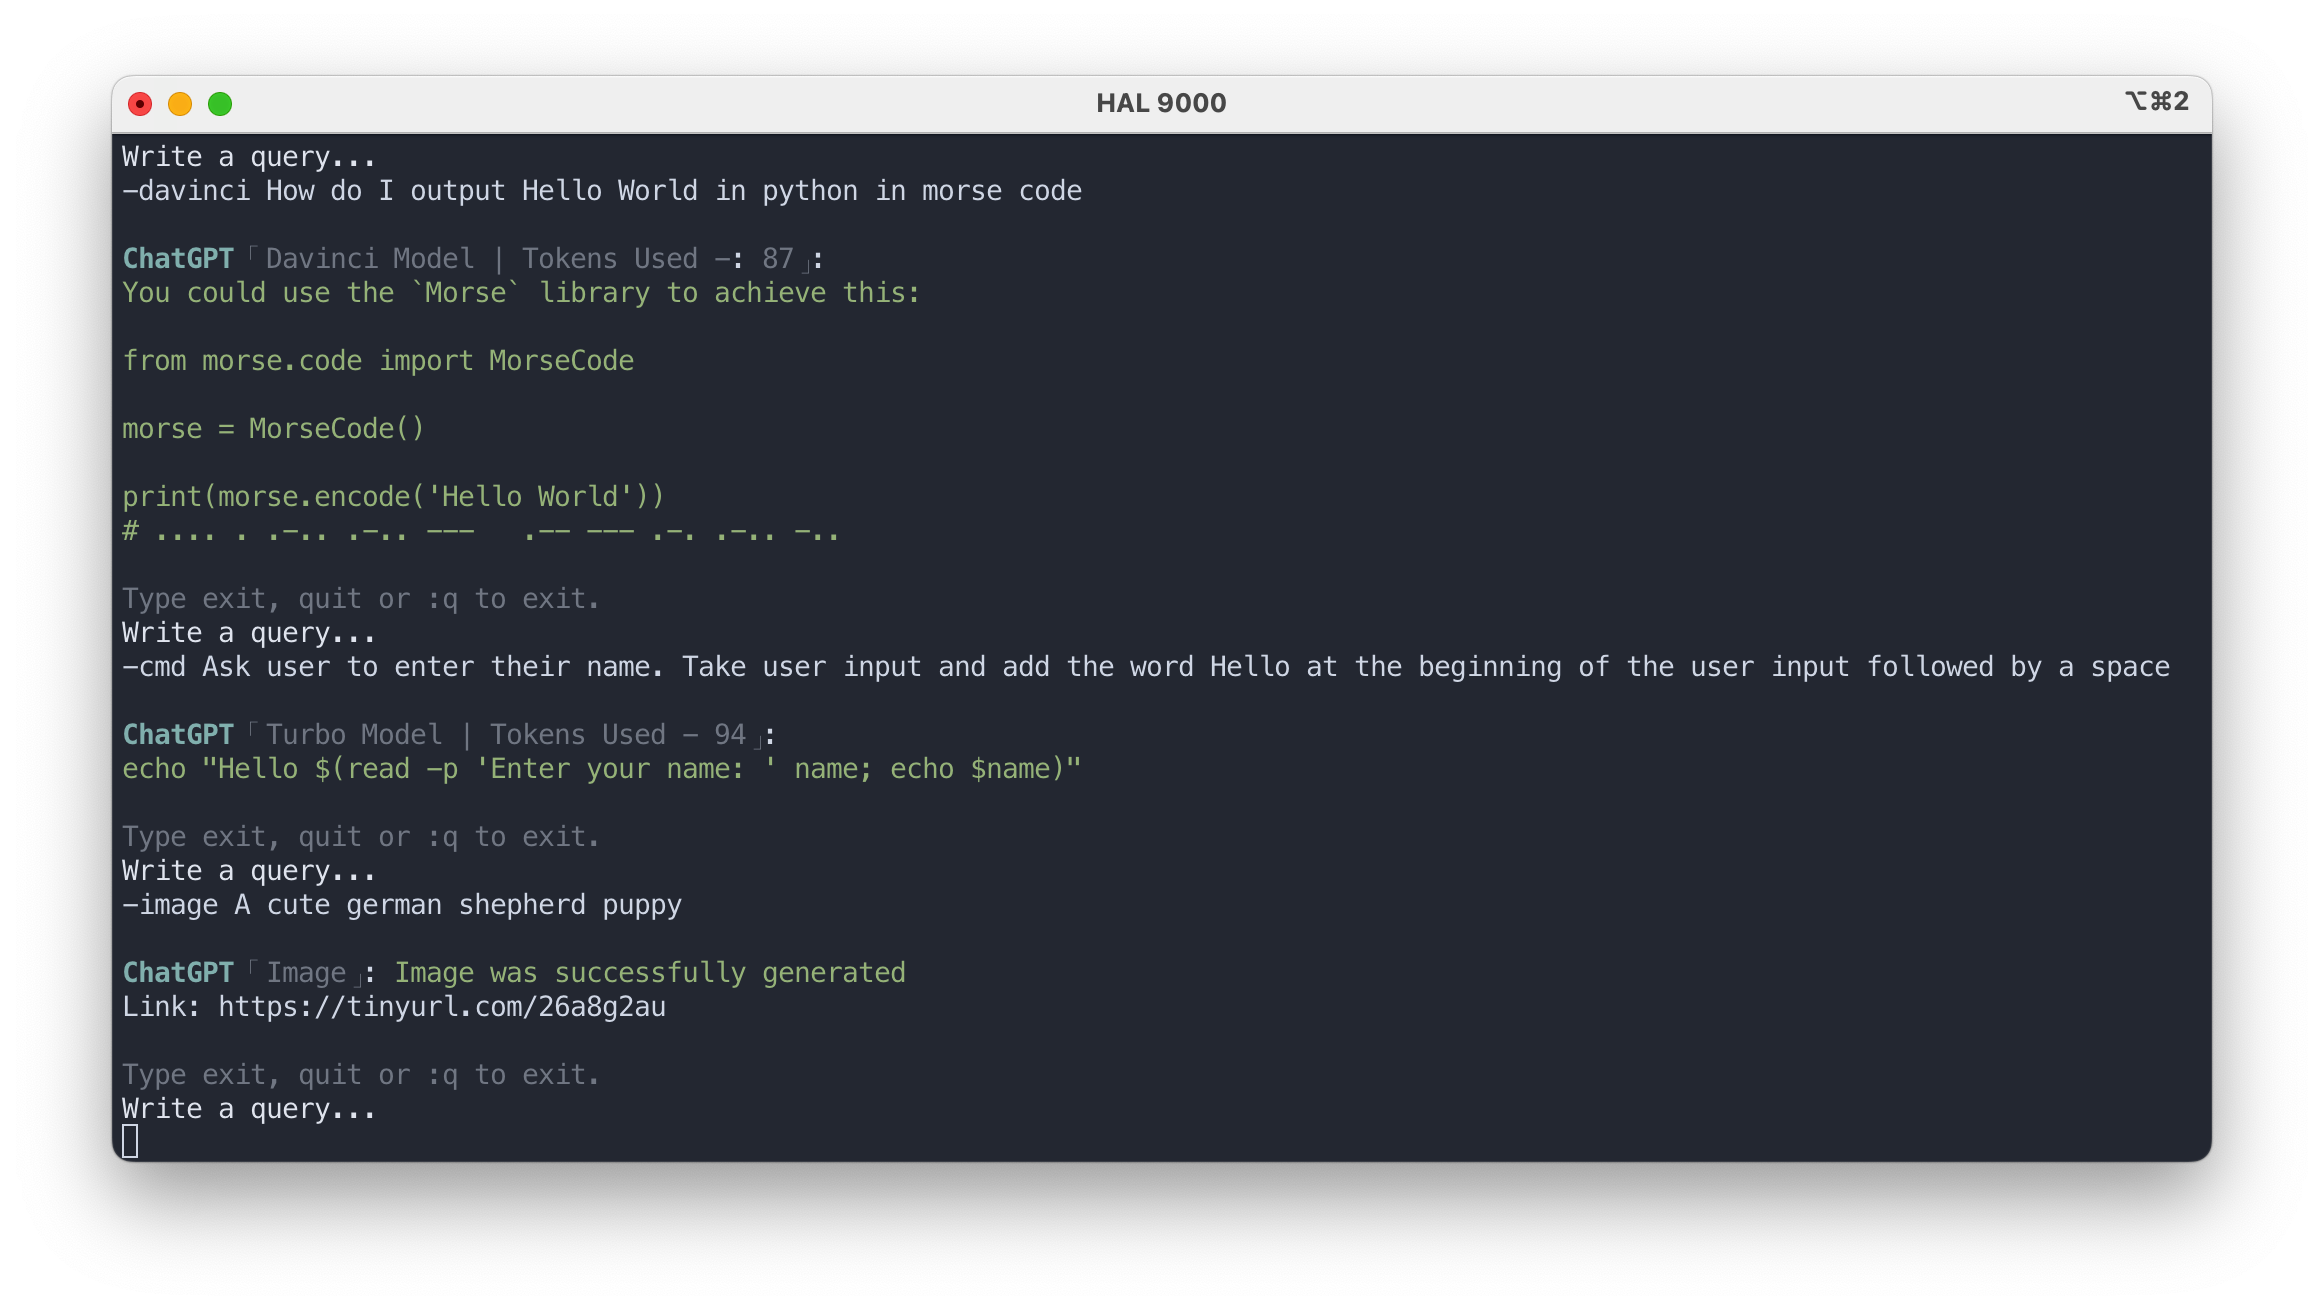 HAL 9000
⌥⌘2
Write a query...
-davinci How do I output Hello World in python in morse code
ChatGPT「Davinci Model | Tokens Used -: 87」:
You could use the `Morse` library to achieve this:
from morse.code import MorseCode
morse = MorseCode()
print(morse.encode('Hello World'))
# .... . .-.. .-.. ---   .-- --- .-. .-.. -..
Type exit, quit or :q to exit.
Write a query...
-cmd Ask user to enter their name. Take user input and add the word Hello at the beginning of the user input followed by a space
ChatGPT「Turbo Model | Tokens Used - 94」:
echo "Hello $(read -p 'Enter your name: ' name; echo $name)"
Type exit, quit or :q to exit.
Write a query...
-image A cute german shepherd puppy
ChatGPT「Image」: Image was successfully generated
Link: https://tinyurl.com/26a8g2au
Type exit, quit or :q to exit.
Write a query...